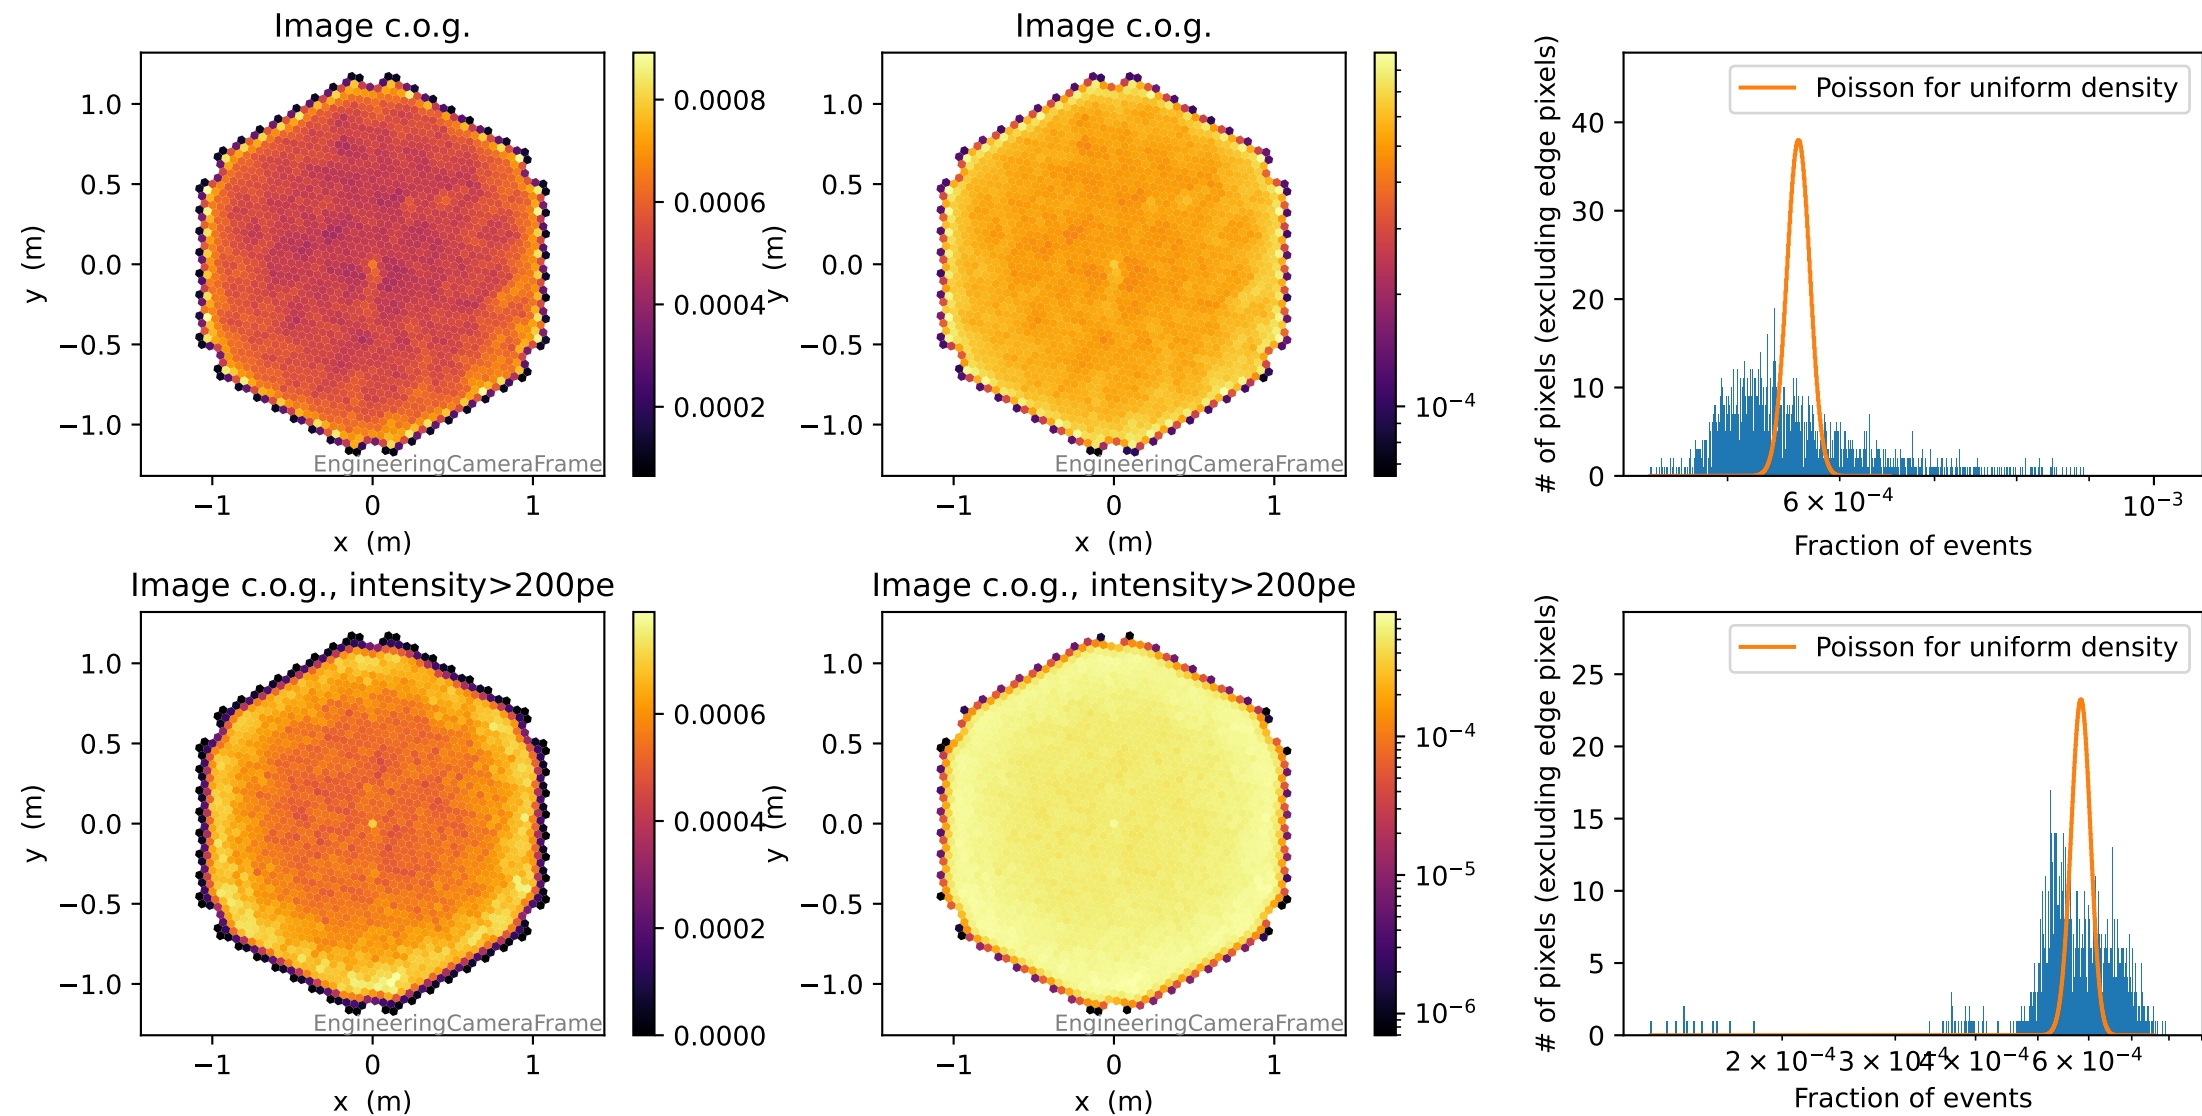 Image c.o.g.
1.0
0.5
0.0
−0.5
−1.0
y (m)
−1
0
1
x (m)
EngineeringCameraFrame
0.0008
0.0006
0.0004
0.0002
Image c.o.g.
1.0
0.5
0.0
−0.5
−1.0
y (m)
−1
0
1
x (m)
EngineeringCameraFrame
10⁻⁴
Poisson for uniform density
# of pixels (excluding edge pixels)
40
30
20
10
0
6 × 10⁻⁴
10⁻³
Fraction of events
Image c.o.g., intensity>200pe
1.0
0.5
0.0
−0.5
−1.0
y (m)
−1
0
1
x (m)
EngineeringCameraFrame
0.0006
0.0004
0.0002
0.0000
Image c.o.g., intensity>200pe
1.0
0.5
0.0
−0.5
−1.0
y (m)
−1
0
1
x (m)
EngineeringCameraFrame
10⁻⁴
10⁻⁵
10⁻⁶
Poisson for uniform density
# of pixels (excluding edge pixels)
25
20
15
10
5
0
2 × 10⁻⁴
3 × 10⁻⁴
4 × 10⁻⁴
6 × 10⁻⁴
Fraction of events